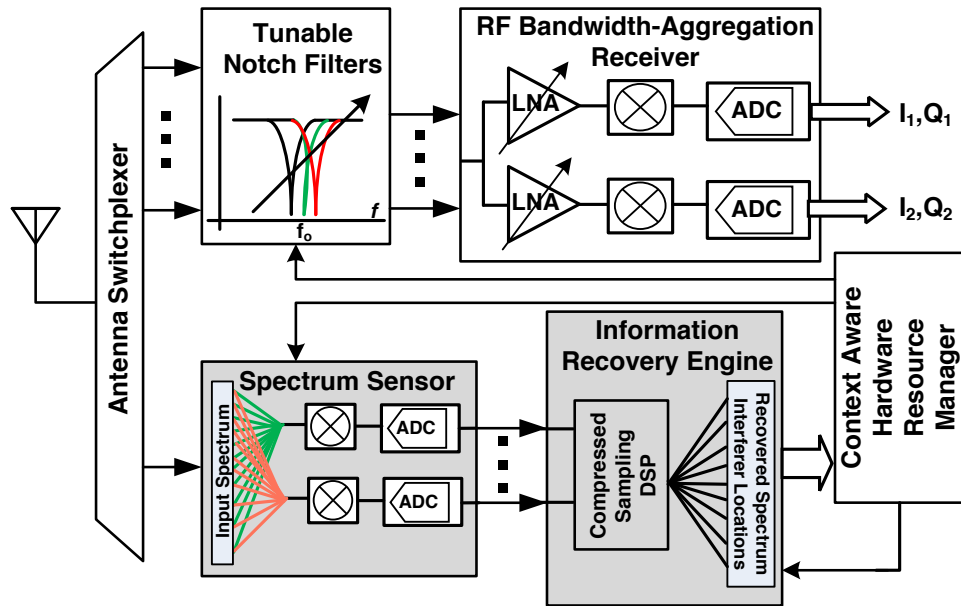 Antenna Switchplexer
Tunable
Notch Filters
f
f₀
RF Bandwidth-Aggregation
Receiver
LNA
ADC
I₁,Q₁
LNA
ADC
I₂,Q₂
Spectrum Sensor
Input Spectrum
ADC
ADC
Information
Recovery Engine
Compressed
Sampling
DSP
Recovered Spectrum
Interferer Locations
Context Aware
Hardware
Resource
Manager